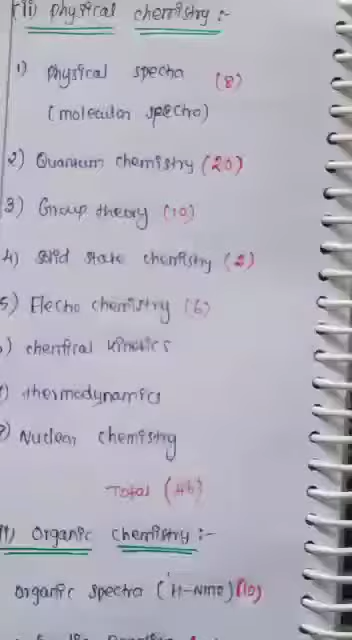 (ii) physical chemistry :-
1) physical spectra (8)
(molecular spectra)
2) Quantum chemistry (20)
3) Group theory (10)
4) Solid state chemistry (2)
5) Electro chemistry (6)
) chemical kinetics
) thermodynamics
) Nuclear chemistry
Total (46)
) Organic chemistry :-
Organic spectra (¹H-NMR) (10)